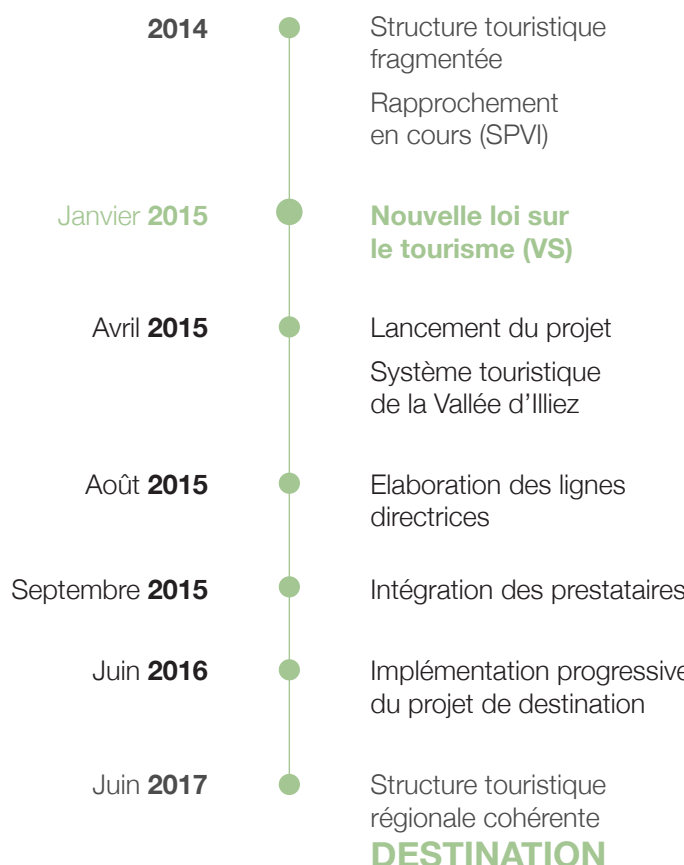 2014 Structure touristique
fragmentée
Rapprochement
en cours (SPVI)
Janvier 2015 Nouvelle loi sur
le tourisme (VS)
Avril 2015 Lancement du projet
Système touristique
de la Vallée d'Illiez
Août 2015 Elaboration des lignes
directrices
Septembre 2015 Intégration des prestataires
Juin 2016 Implémentation progressive
du projet de destination
Juin 2017 Structure touristique
régionale cohérente
DESTINATION